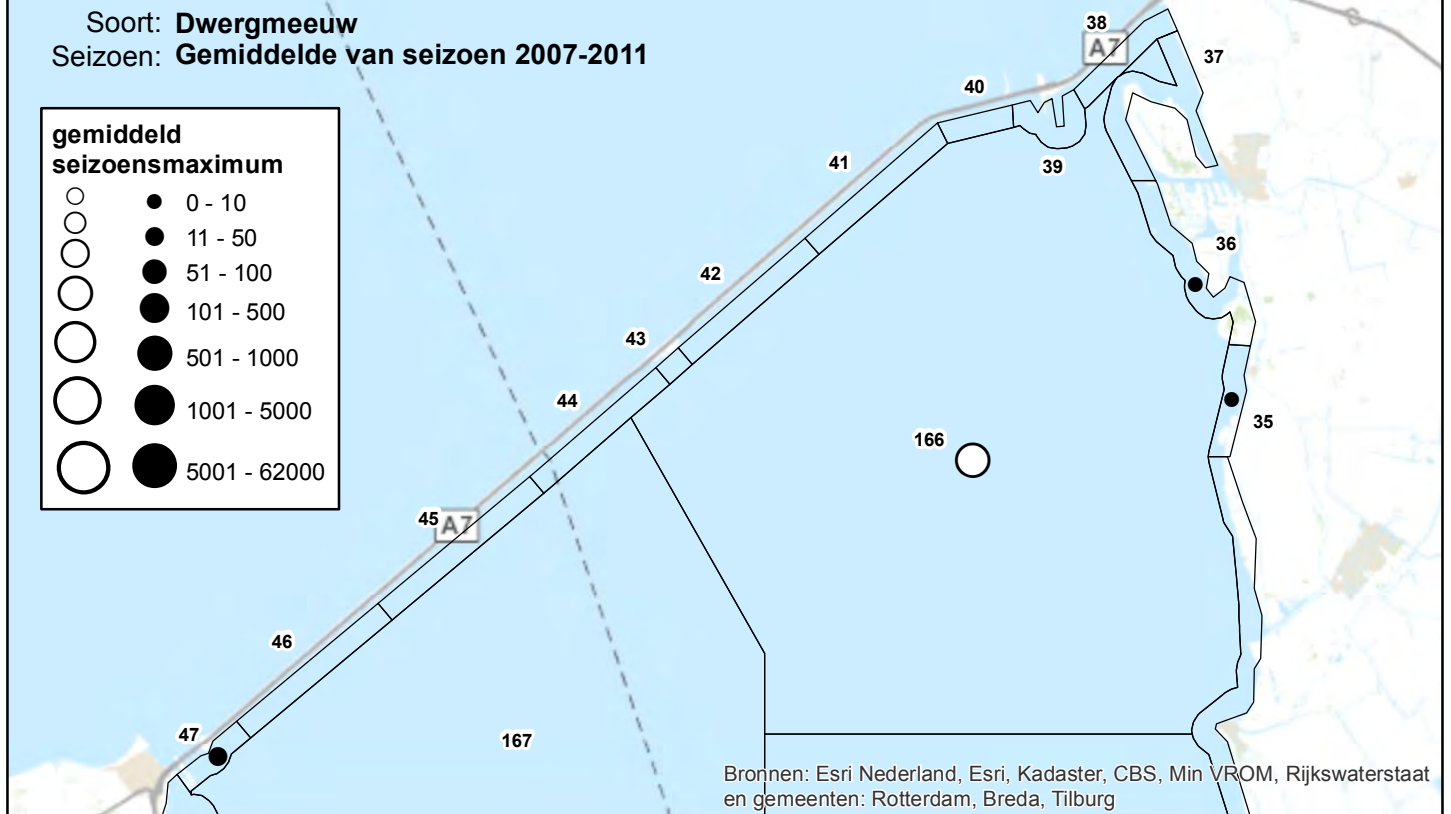 Soort: Dwergmeeuw
Seizoen: Gemiddelde van seizoen 2007-2011
gemiddeld
seizoensmaximum
0 - 10
11 - 50
51 - 100
101 - 500
501 - 1000
1001 - 5000
5001 - 62000
38
A7
37
40
41
39
36
42
43
44
35
166
45
A7
46
47
167
Bronnen: Esri Nederland, Esri, Kadaster, CBS, Min VROM, Rijkswaterstaat
en gemeenten: Rotterdam, Breda, Tilburg